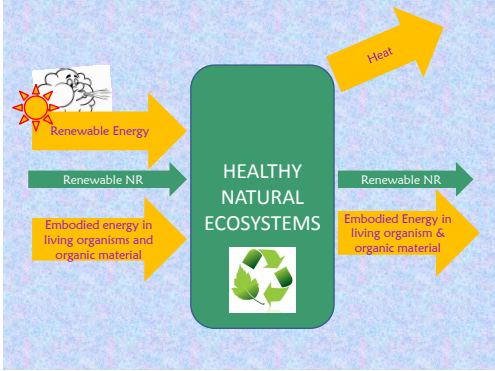 Heat
Renewable Energy
Renewable NR
Embodied energy in
living organisms and
organic material
HEALTHY
NATURAL
ECOSYSTEMS
Renewable NR
Embodied Energy in
living organism &
organic material